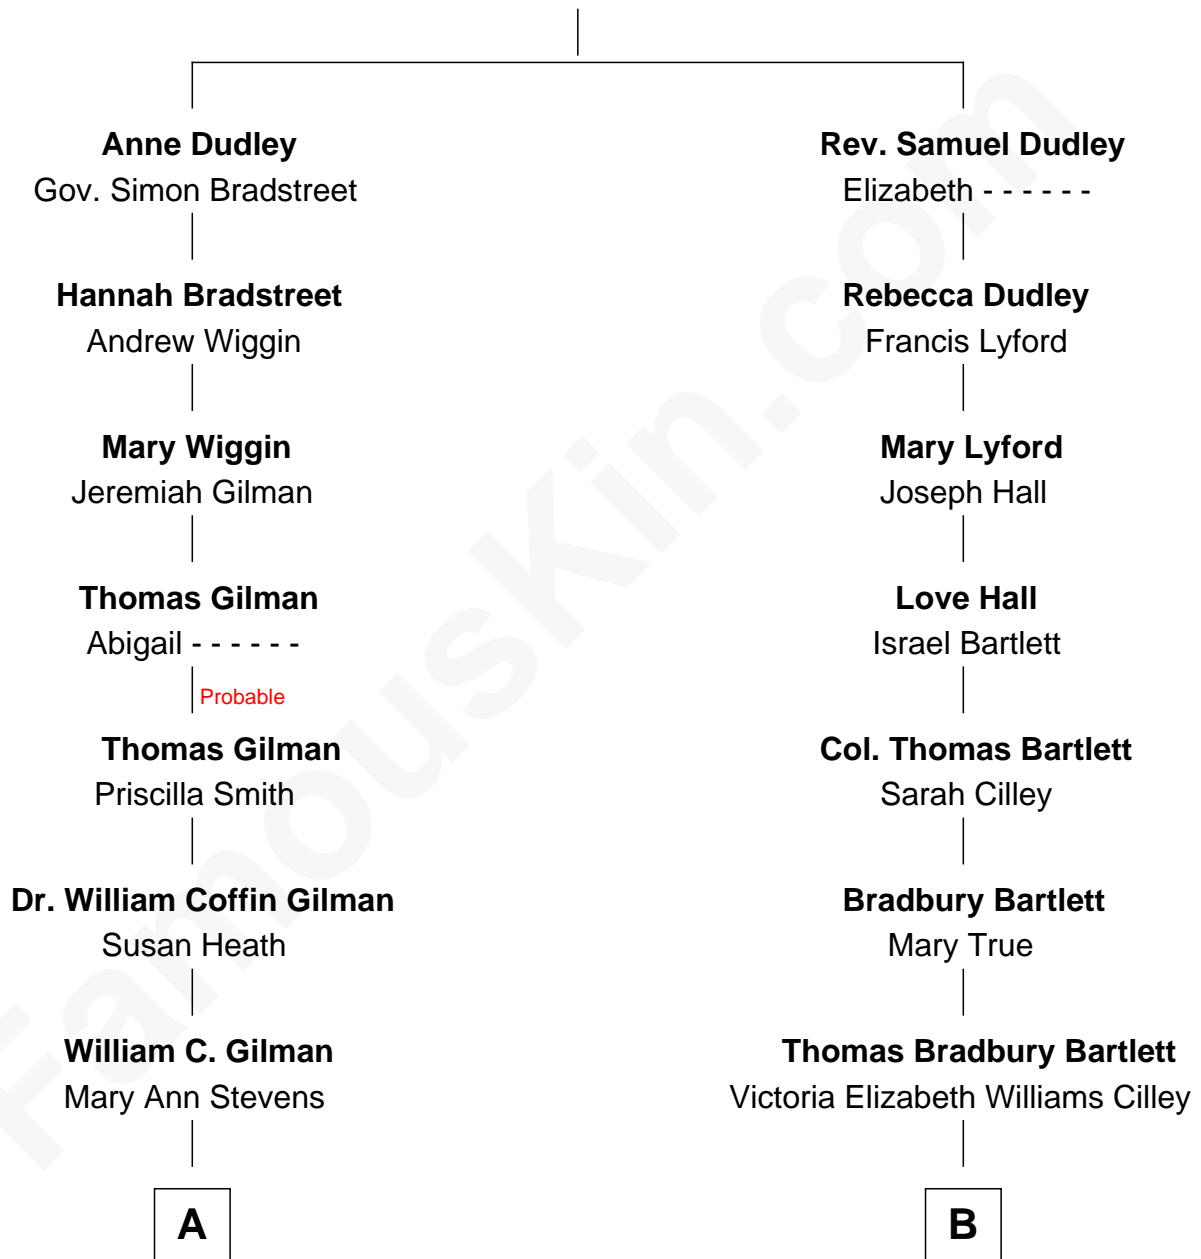 Anne Dudley
Gov. Simon Bradstreet
Hannah Bradstreet
Andrew Wiggin
Mary Wiggin
Jeremiah Gilman
Thomas Gilman
Abigail - - - - - -
Probable
Thomas Gilman
Priscilla Smith
Dr. William Coffin Gilman
Susan Heath
William C. Gilman
Mary Ann Stevens
A
Rev. Samuel Dudley
Elizabeth - - - - - -
Rebecca Dudley
Francis Lyford
Mary Lyford
Joseph Hall
Love Hall
Israel Bartlett
Col. Thomas Bartlett
Sarah Cilley
Bradbury Bartlett
Mary True
Thomas Bradbury Bartlett
Victoria Elizabeth Williams Cilley
B
FamousKin.com